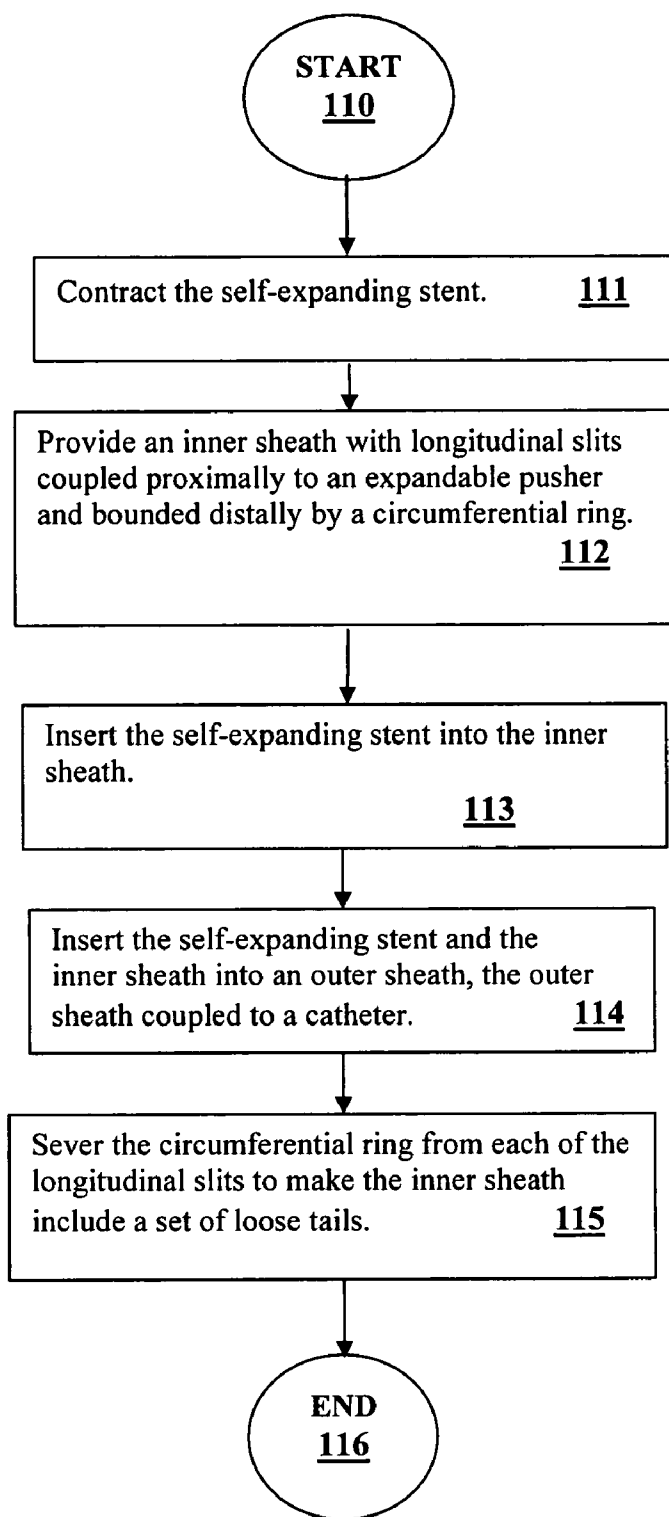 START
110
Contract the self-expanding stent. 111
Provide an inner sheath with longitudinal slits
coupled proximally to an expandable pusher
and bounded distally by a circumferential ring.
112
Insert the self-expanding stent into the inner
sheath.
113
Insert the self-expanding stent and the
inner sheath into an outer sheath, the outer
sheath coupled to a catheter. 114
Sever the circumferential ring from each of the
longitudinal slits to make the inner sheath
include a set of loose tails. 115
END
116